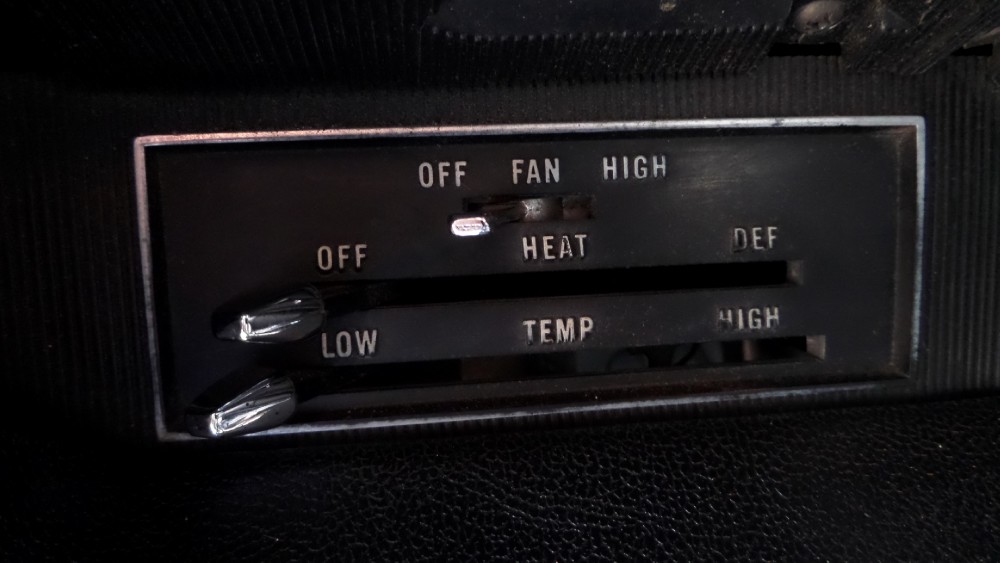 OFF FAN HIGH
OFF HEAT DEF
LOW TEMP HIGH